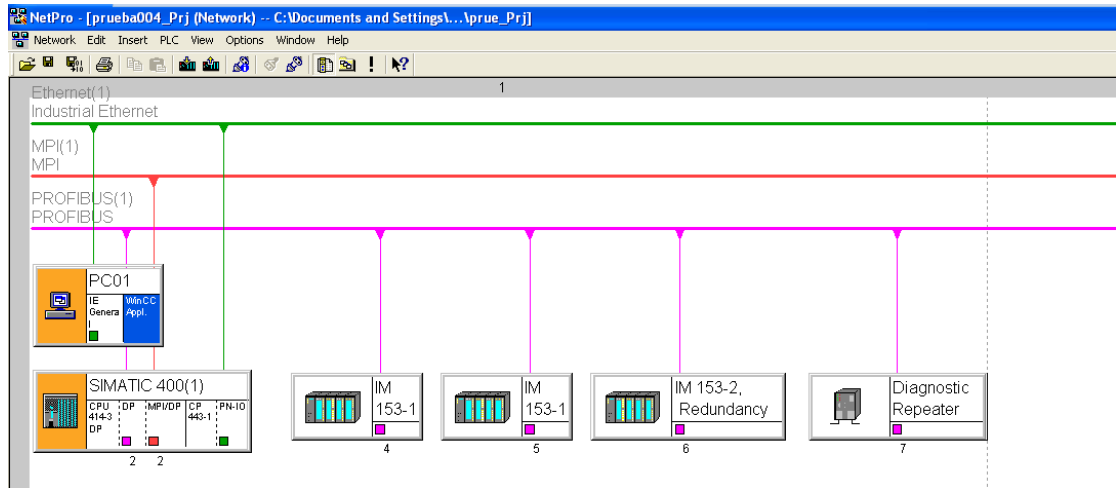 NetPro - [prueba004_Prj (Network) -- C:\Documents and Settings\...\prue_Prj]
Network Edit Insert PLC View Options Window Help
1
Ethernet(1)
Industrial Ethernet
MPI(1)
MPI
PROFIBUS(1)
PROFIBUS
PC01
IE
Genera
l
WinCC
Appl.
SIMATIC 400(1)
CPU
414-3
DP
DP
MPI/DP
CP
443-1
PN-IO
2 2
IM
153-1
4
IM
153-1
5
IM 153-2,
Redundancy
6
Diagnostic
Repeater
7